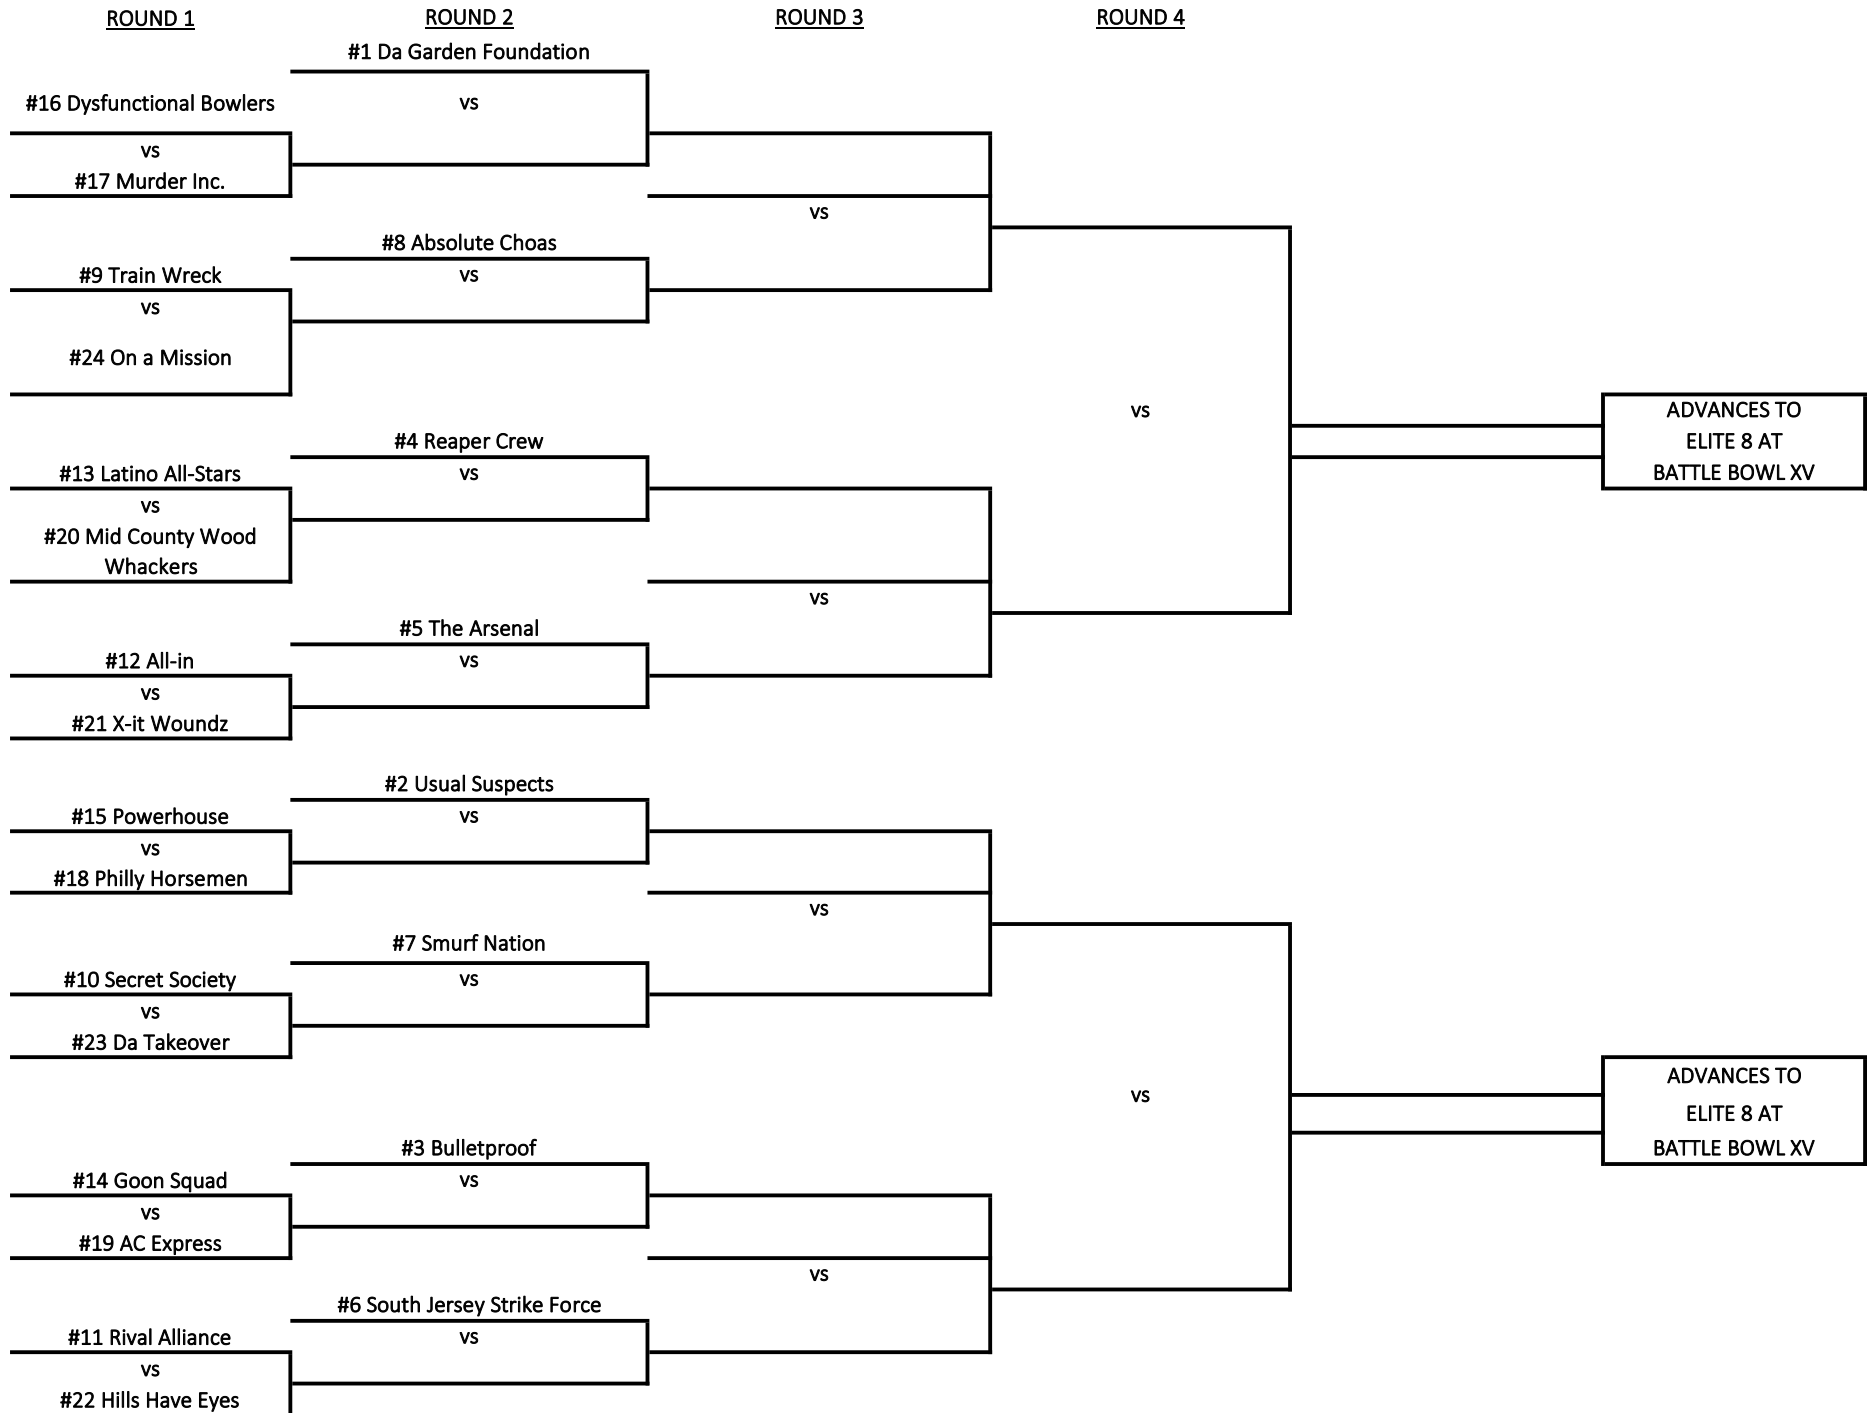 ROUND 1
ROUND 2
ROUND 3
ROUND 4
#1 Da Garden Foundation
#16 Dysfunctional Bowlers
vs
vs
#17 Murder Inc.
vs
#8 Absolute Choas
#9 Train Wreck
vs
vs
#24 On a Mission
vs
ADVANCES TO
ELITE 8 AT
BATTLE BOWL XV
#4 Reaper Crew
#13 Latino All-Stars
vs
vs
#20 Mid County Wood
Whackers
vs
#5 The Arsenal
#12 All-in
vs
vs
#21 X-it Woundz
#2 Usual Suspects
#15 Powerhouse
vs
vs
#18 Philly Horsemen
vs
#7 Smurf Nation
#10 Secret Society
vs
vs
#23 Da Takeover
vs
ADVANCES TO
ELITE 8 AT
BATTLE BOWL XV
#3 Bulletproof
#14 Goon Squad
vs
vs
#19 AC Express
vs
#6 South Jersey Strike Force
#11 Rival Alliance
vs
vs
#22 Hills Have Eyes